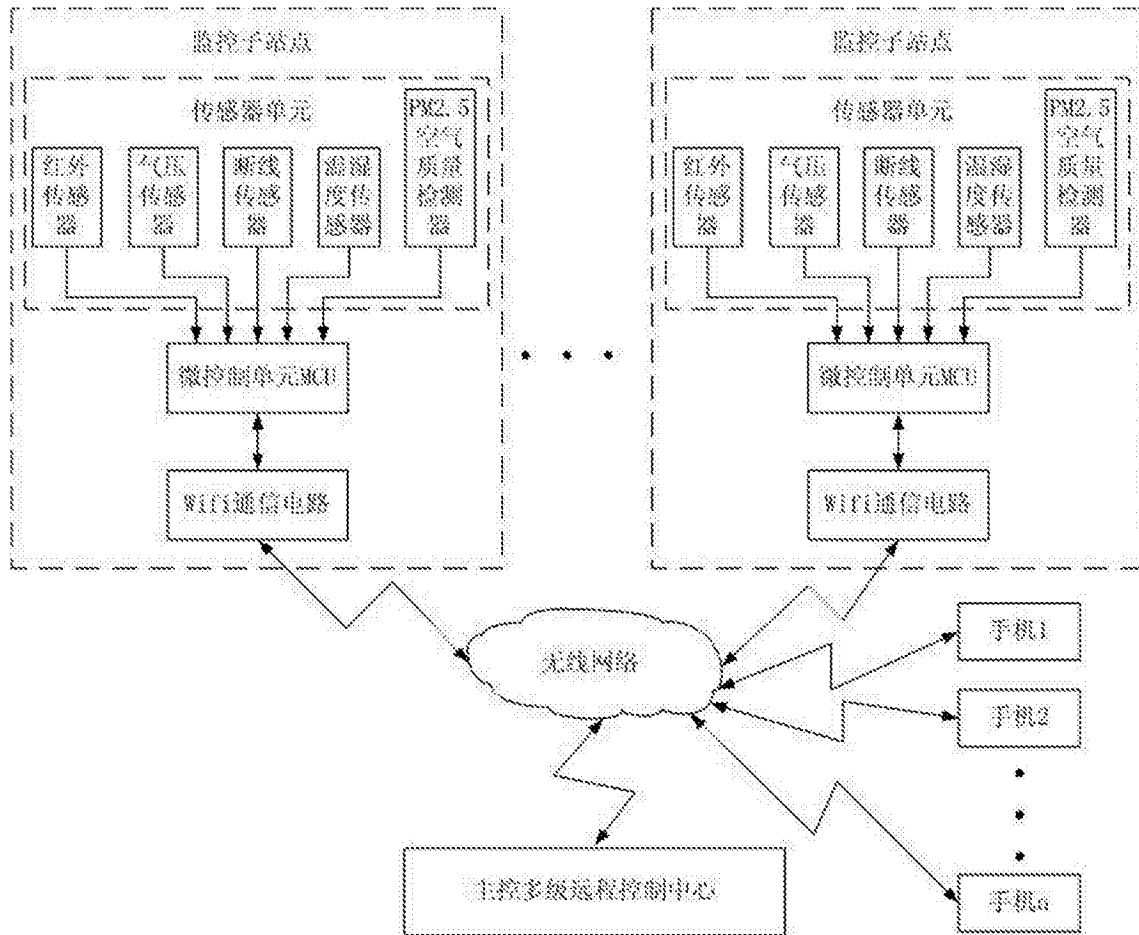 监控子站点
传感器单元
红外
传感
器
气压
传感
器
断线
传感
器
温湿
度传
感器
PM2.5
空气
质量
检测
器
微控制单元MCU
Wifi通信电路
监控子站点
传感器单元
红外
传感
器
气压
传感
器
断线
传感
器
温湿
度传
感器
PM2.5
空气
质量
检测
器
微控制单元MCU
Wifi通信电路
无线网络
手机1
手机2
手机n
主控多级远程控制中心